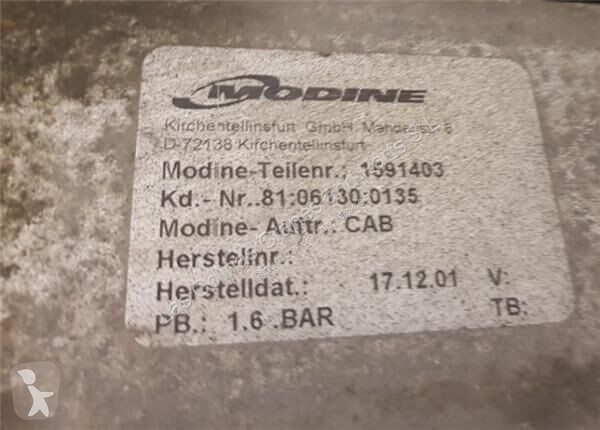 MODINE
Kirchentellinsfurt GmbH
D-72138 Kirchentellinsfurt
Modine-Teilenr.: 1591403
Kd.- Nr..81:06130:0135
Modine- Auftr.: CAB
Herstellnr.:
Herstelldat.: 17.12.01 V:
PB.: 1.6 .BAR TB: